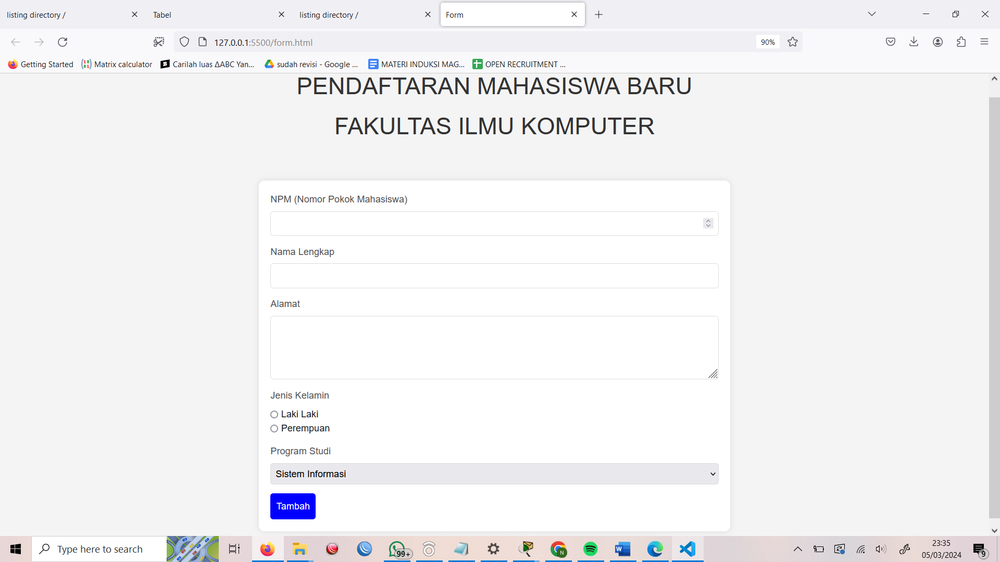 listing directory /
Tabel
listing directory /
Form
127.0.0.1:5500/form.html
90%
Getting Started
Matrix calculator
Carilah luas ΔABC Yan...
sudah revisi - Google ...
MATERI INDUKSI MAG...
OPEN RECRUITMENT ...
PENDAFTARAN MAHASISWA BARU
FAKULTAS ILMU KOMPUTER
NPM (Nomor Pokok Mahasiswa)
Nama Lengkap
Alamat
Jenis Kelamin
Laki Laki
Perempuan
Program Studi
Sistem Informasi
Tambah
Type here to search
99+
N
23:35
05/03/2024
9